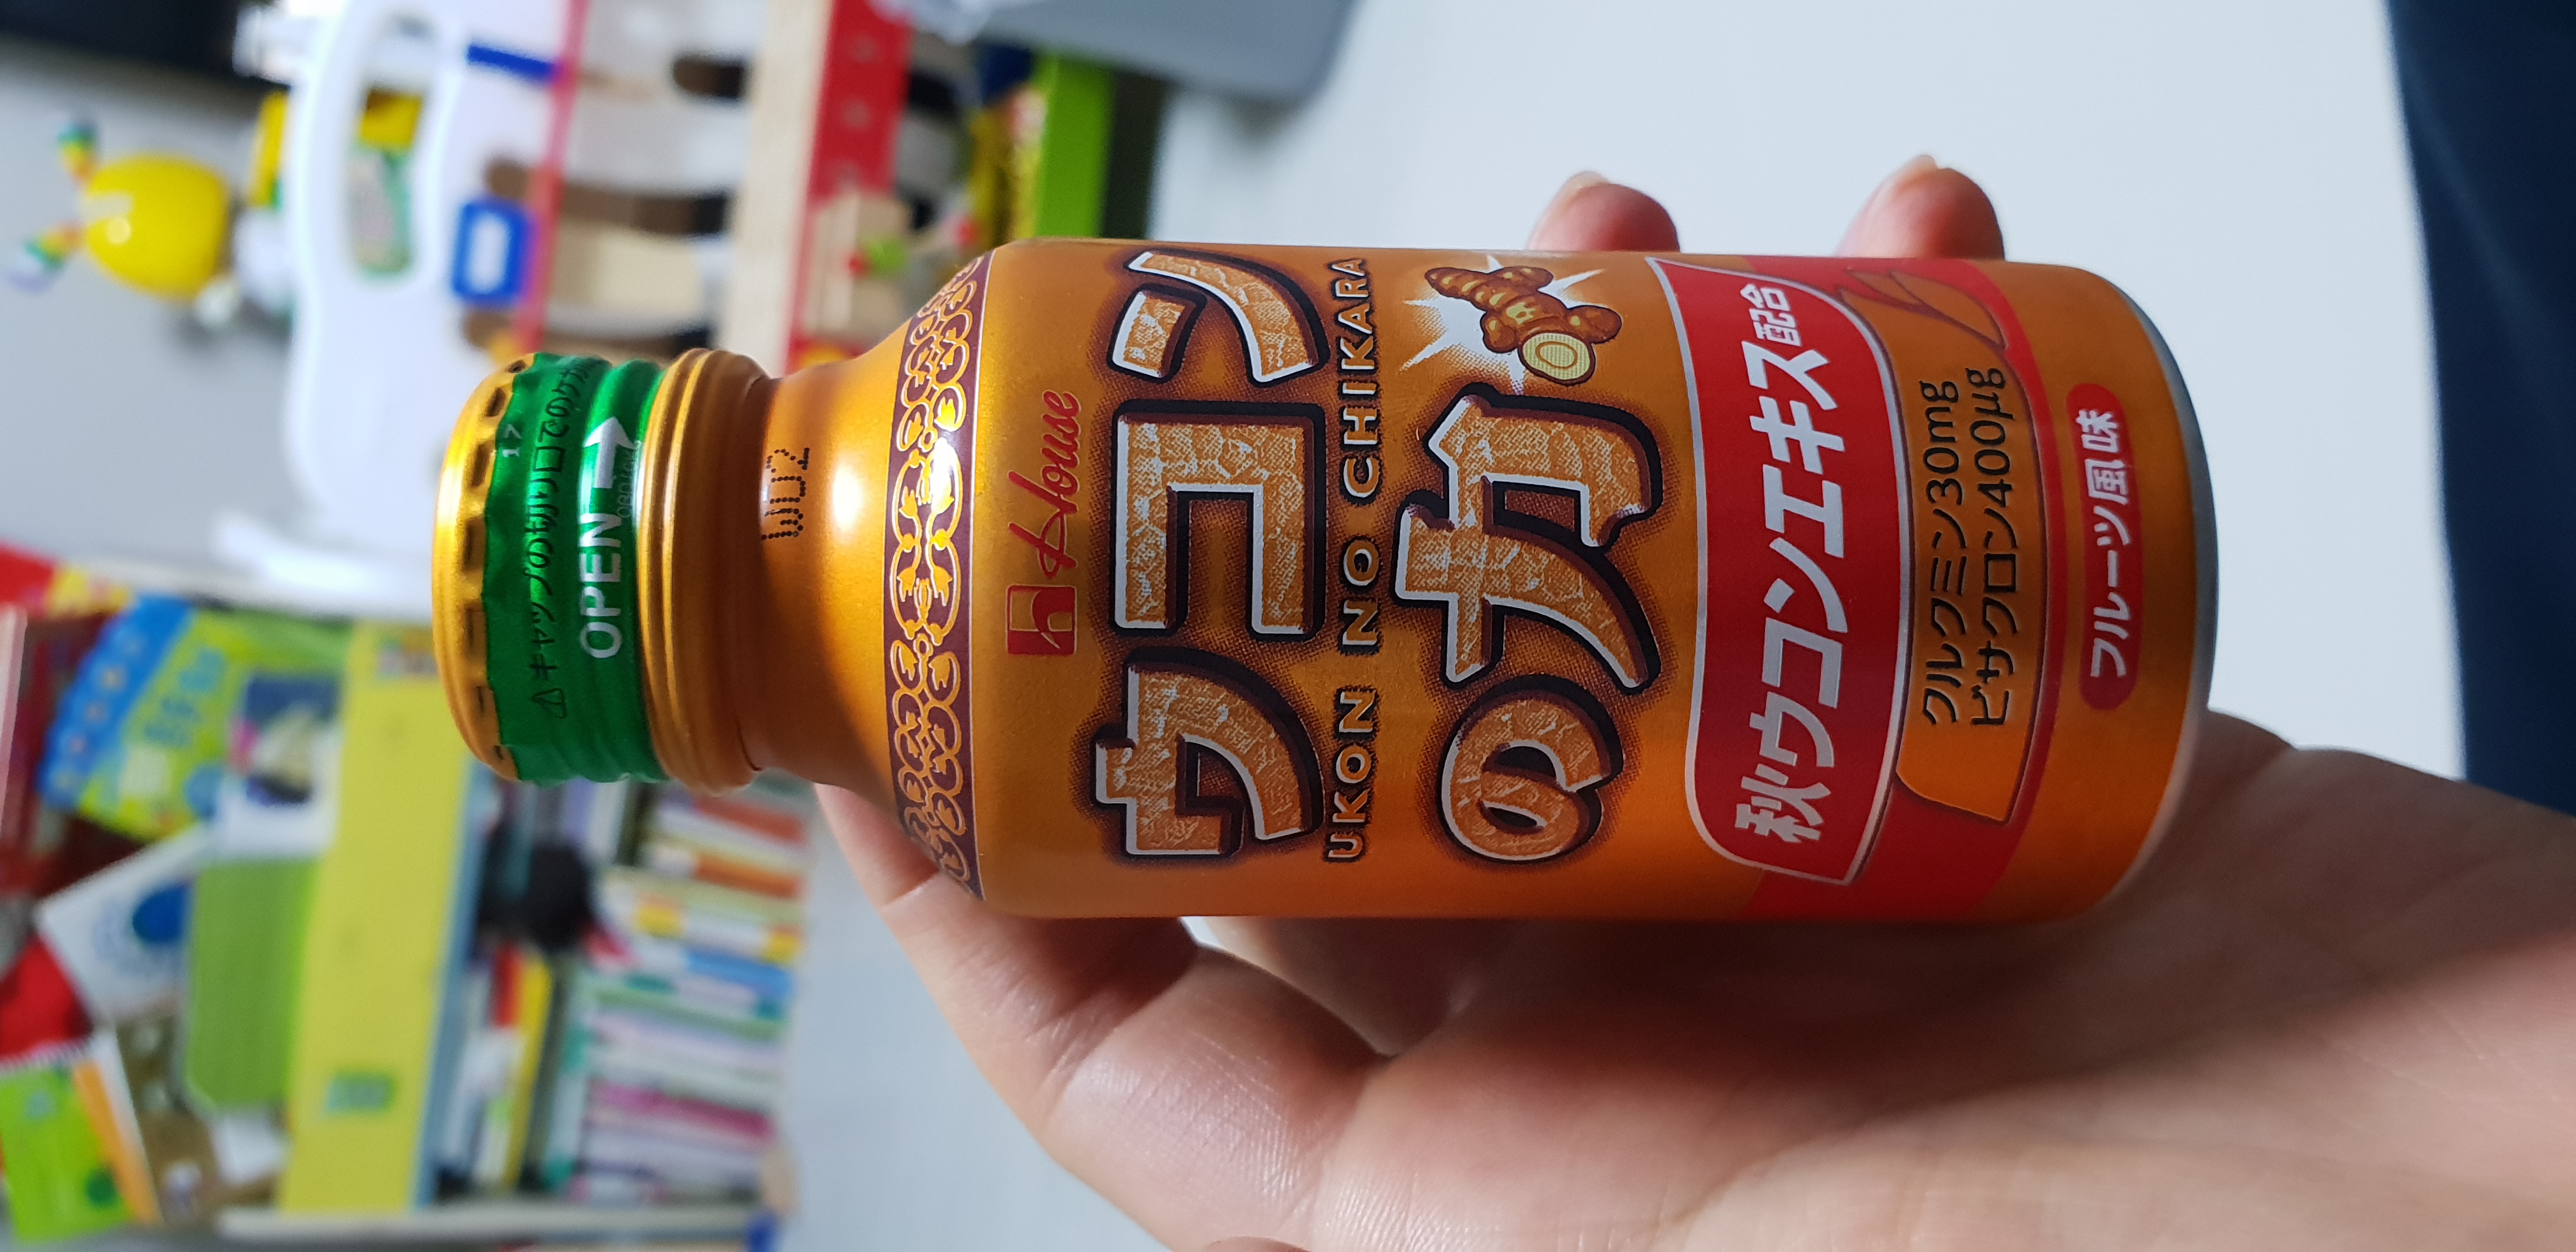 ⚠キャップの切り口でのケガ
OPEN→
W02
House
ウコン
UKON NO CHIKARA
の力
秋ウコンエキス配合
クルクミン30mg
ビサクロン400μg
フルーツ風味